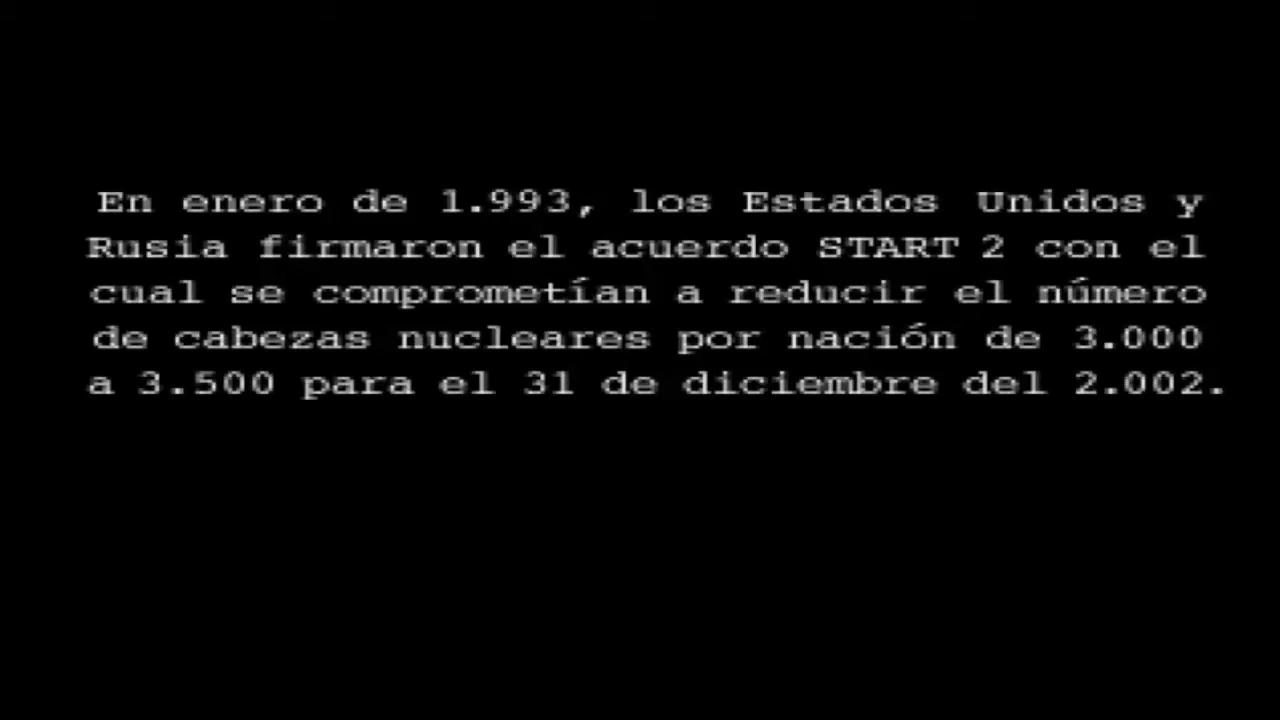 En enero de 1.993, los Estados Unidos y
Rusia firmaron el acuerdo START 2 con el
cual se comprometían a reducir el número
de cabezas nucleares por nación de 3.000
a 3.500 para el 31 de diciembre del 2.002.